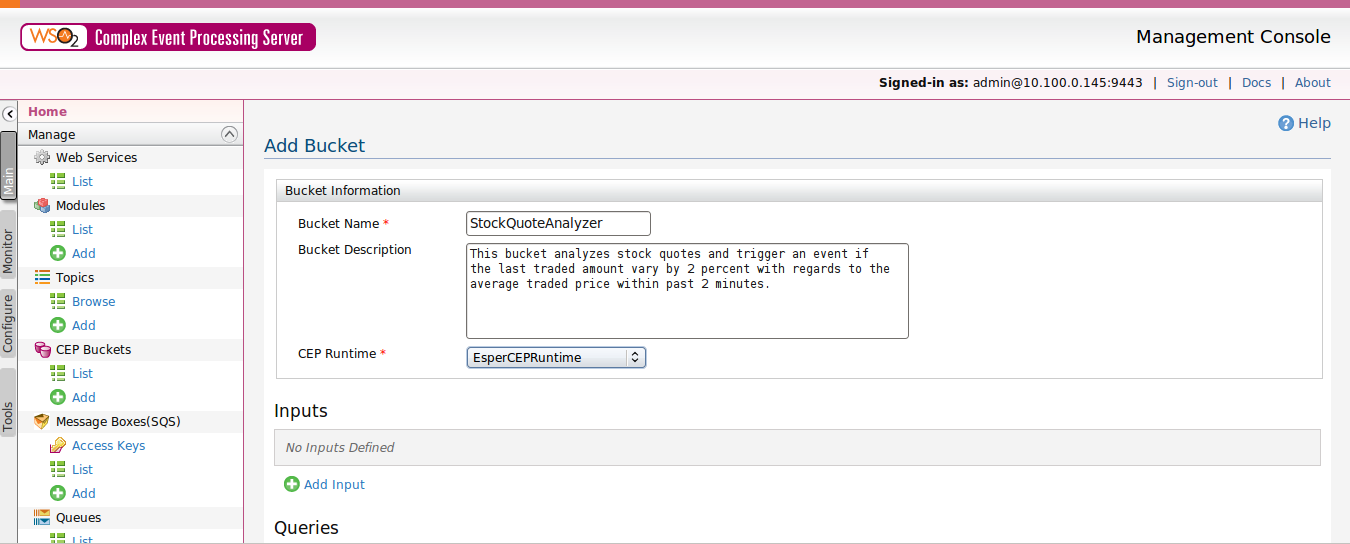 WSO2 Complex Event Processing Server
Management Console
Signed-in as: admin@10.100.0.145:9443 | Sign-out | Docs | About
Home
Manage
Web Services
List
Modules
List
Add
Topics
Browse
Add
CEP Buckets
List
Add
Message Boxes(SQS)
Access Keys
List
Add
Queues
List
Main
Monitor
Configure
Tools
Help
Add Bucket
Bucket Information
Bucket Name *
StockQuoteAnalyzer
Bucket Description
This bucket analyzes stock quotes and trigger an event if
the last traded amount vary by 2 percent with regards to the
average traded price within past 2 minutes.
CEP Runtime *
EsperCEPRuntime
Inputs
No Inputs Defined
Add Input
Queries